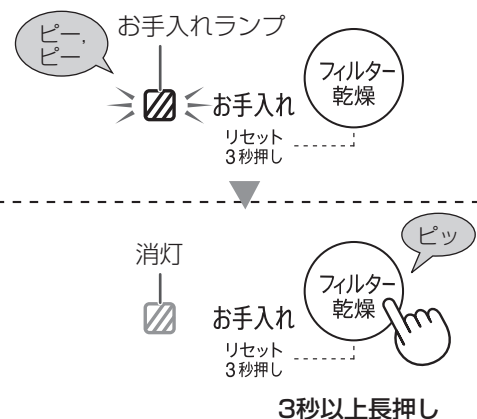 ピー,
ピー
お手入れランプ
フィルター
乾燥
お手入れ
リセット
3秒押し
ピッ
消灯
フィルター
乾燥
お手入れ
リセット
3秒押し
3秒以上長押し